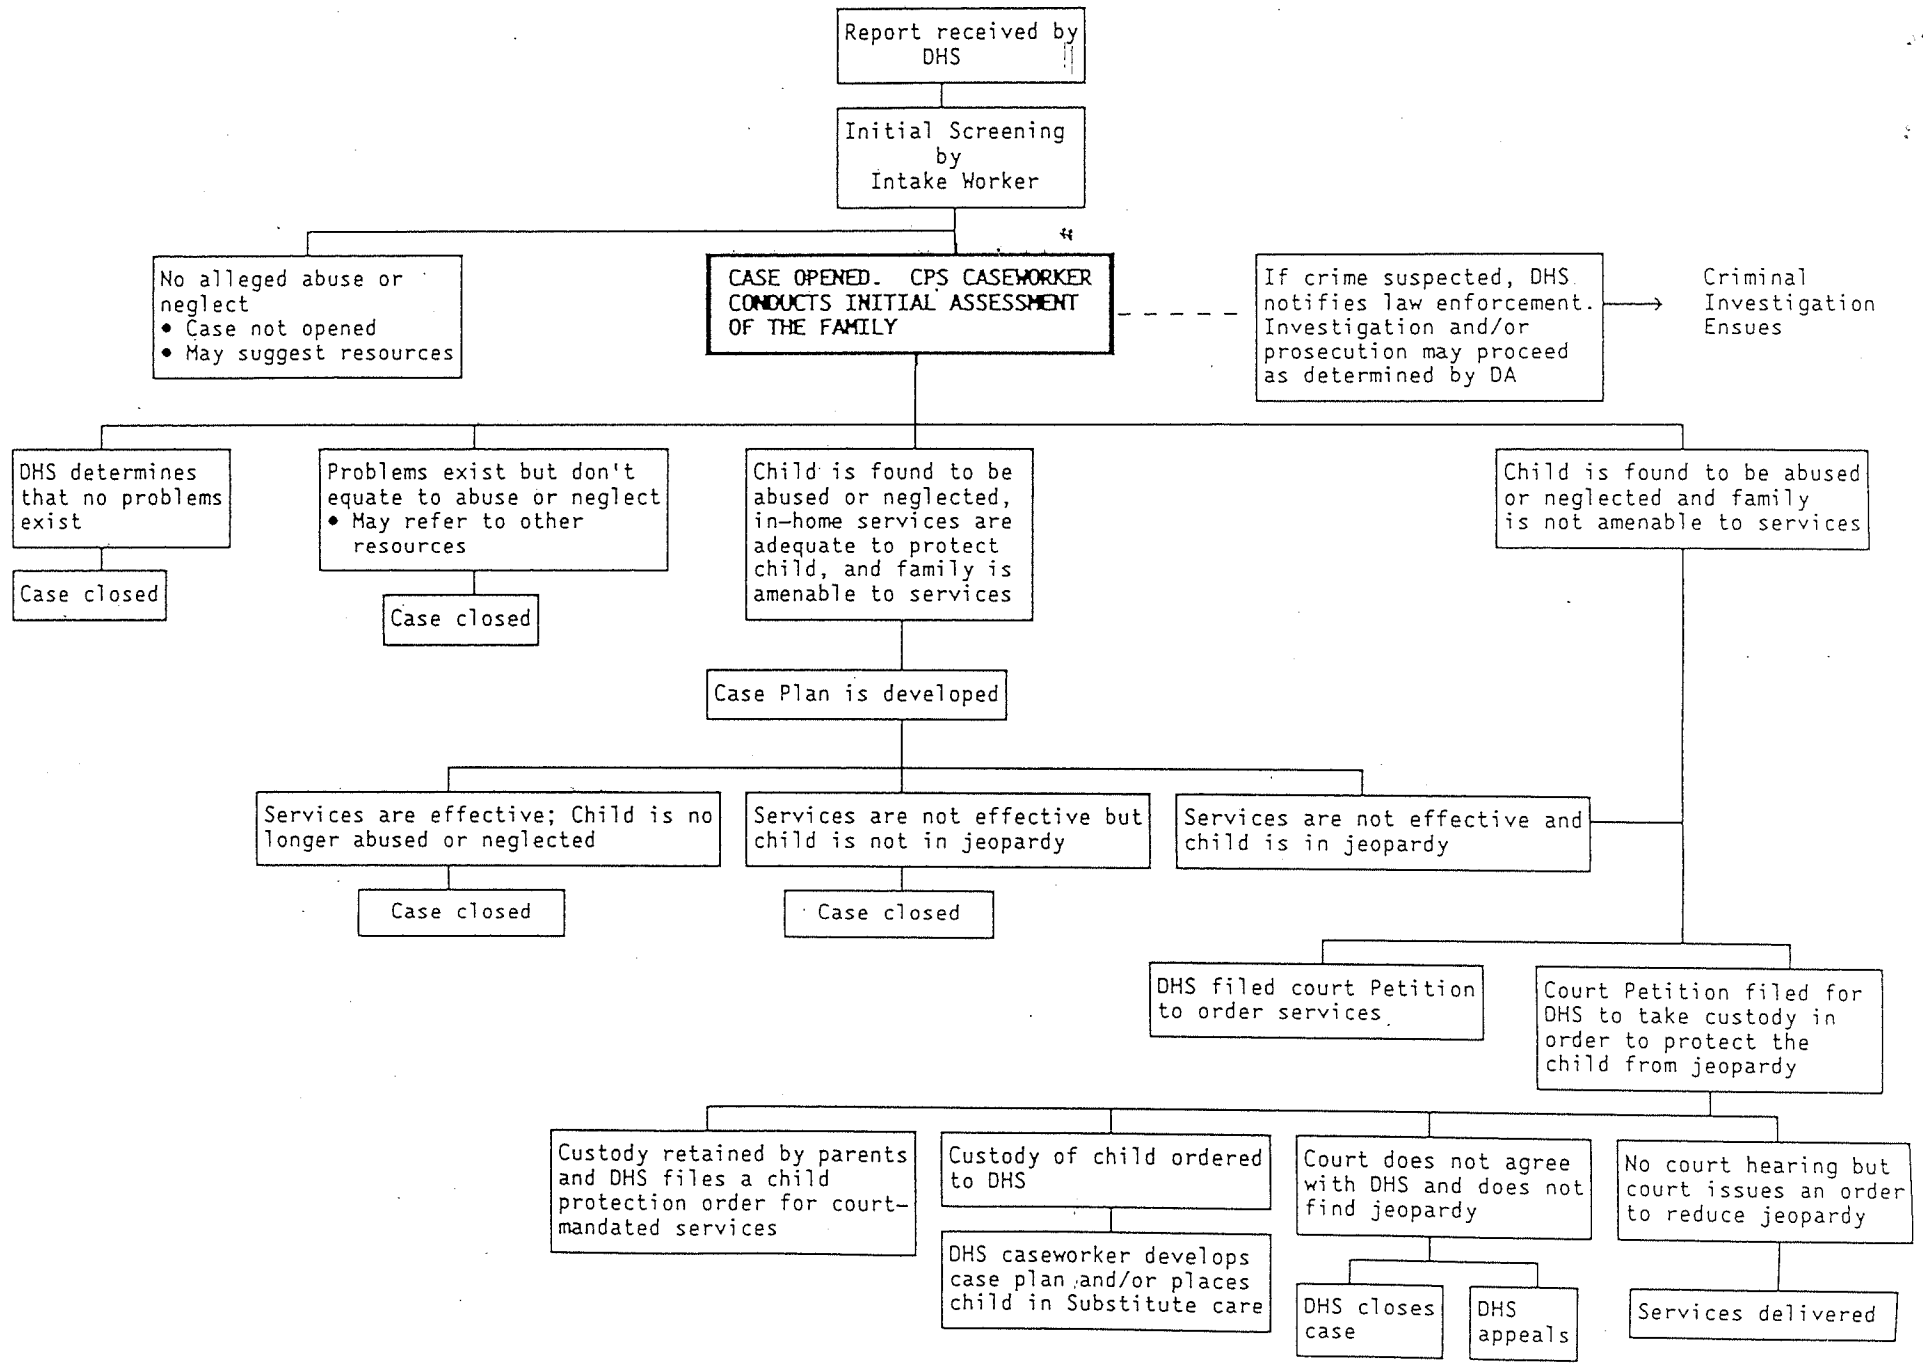 Report received by
DHS
Initial Screening
by
Intake Worker
No alleged abuse or
neglect
• Case not opened
• May suggest resources
CASE OPENED. CPS CASEWORKER
CONDUCTS INITIAL ASSESSMENT
OF THE FAMILY
If crime suspected, DHS
notifies law enforcement.
Investigation and/or
prosecution may proceed
as determined by DA
Criminal
Investigation
Ensues
DHS determines
that no problems
exist
Case closed
Problems exist but don't
equate to abuse or neglect
• May refer to other
resources
Case closed
Child is found to be
abused or neglected,
in-home services are
adequate to protect
child, and family is
amenable to services
Child is found to be abused
or neglected and family
is not amenable to services
Case Plan is developed
Services are effective; Child is no
longer abused or neglected
Case closed
Services are not effective but
child is not in jeopardy
Case closed
Services are not effective and
child is in jeopardy
DHS filed court Petition
to order services
Court Petition filed for
DHS to take custody in
order to protect the
child from jeopardy
Custody retained by parents
and DHS files a child
protection order for court-
mandated services
Custody of child ordered
to DHS
DHS caseworker develops
case plan and/or places
child in Substitute care
Court does not agree
with DHS and does not
find jeopardy
DHS closes
case
DHS
appeals
No court hearing but
court issues an order
to reduce jeopardy
Services delivered